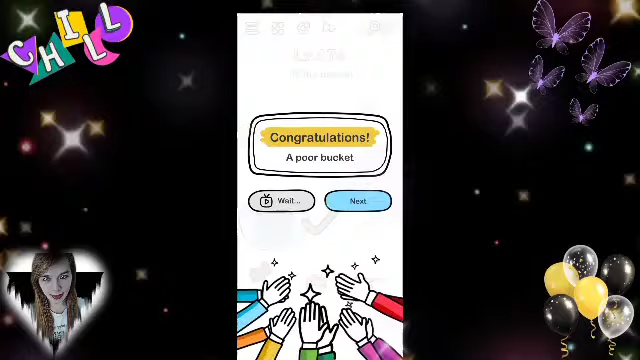 CHILL
Congratulations!
A poor bucket
Wait...
Next